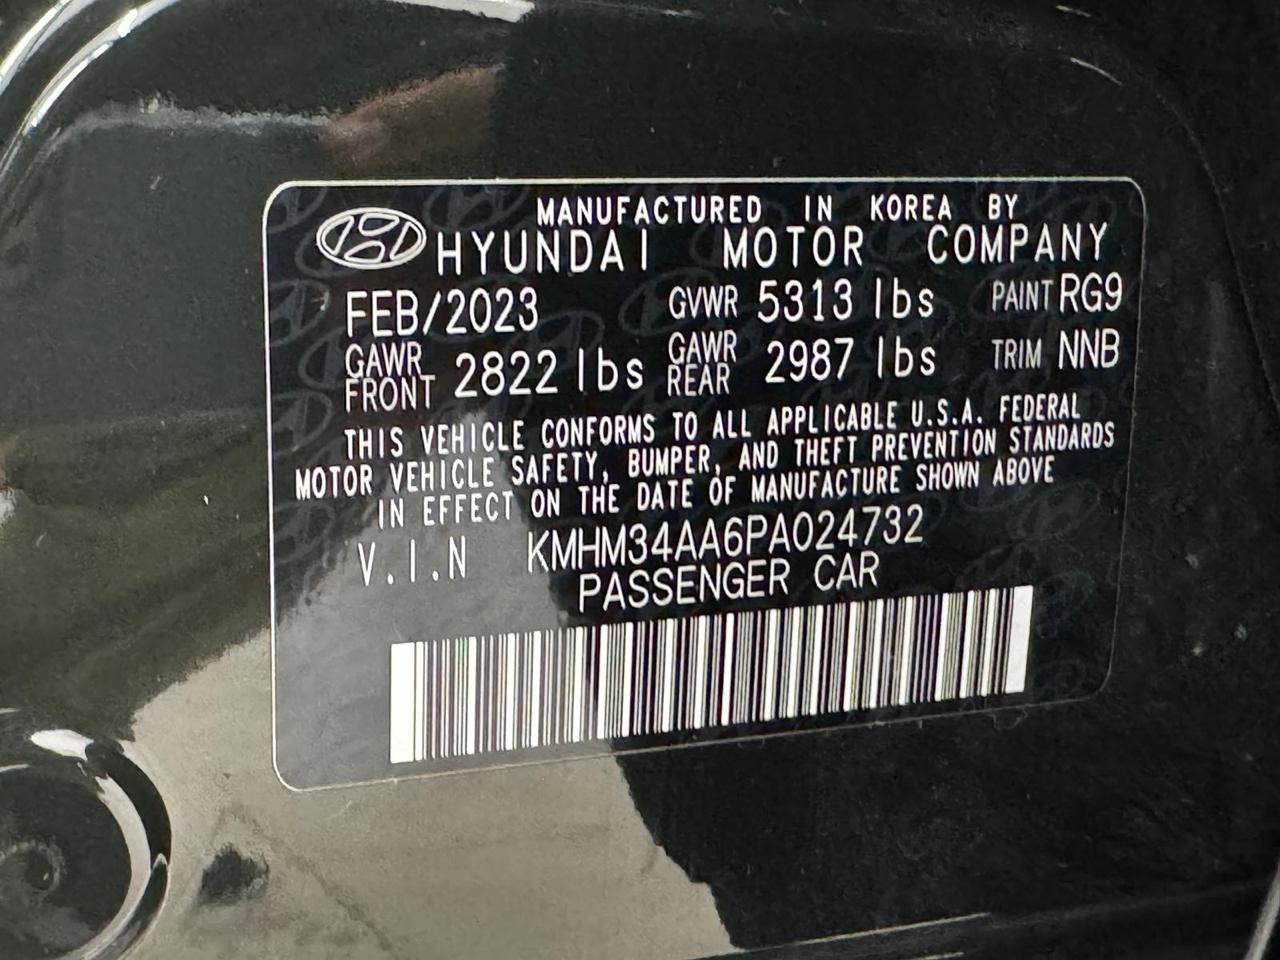 MANUFACTURED IN KOREA BY
HYUNDAI MOTOR COMPANY
FEB/2023 GVWR 5313 lbs PAINT RG9
GAWR FRONT 2822 lbs GAWR REAR 2987 lbs TRIM NNB
THIS VEHICLE CONFORMS TO ALL APPLICABLE U.S.A. FEDERAL
MOTOR VEHICLE SAFETY, BUMPER, AND THEFT PREVENTION STANDARDS
IN EFFECT ON THE DATE OF MANUFACTURE SHOWN ABOVE
V.I.N KMHM34AA6PA024732
PASSENGER CAR